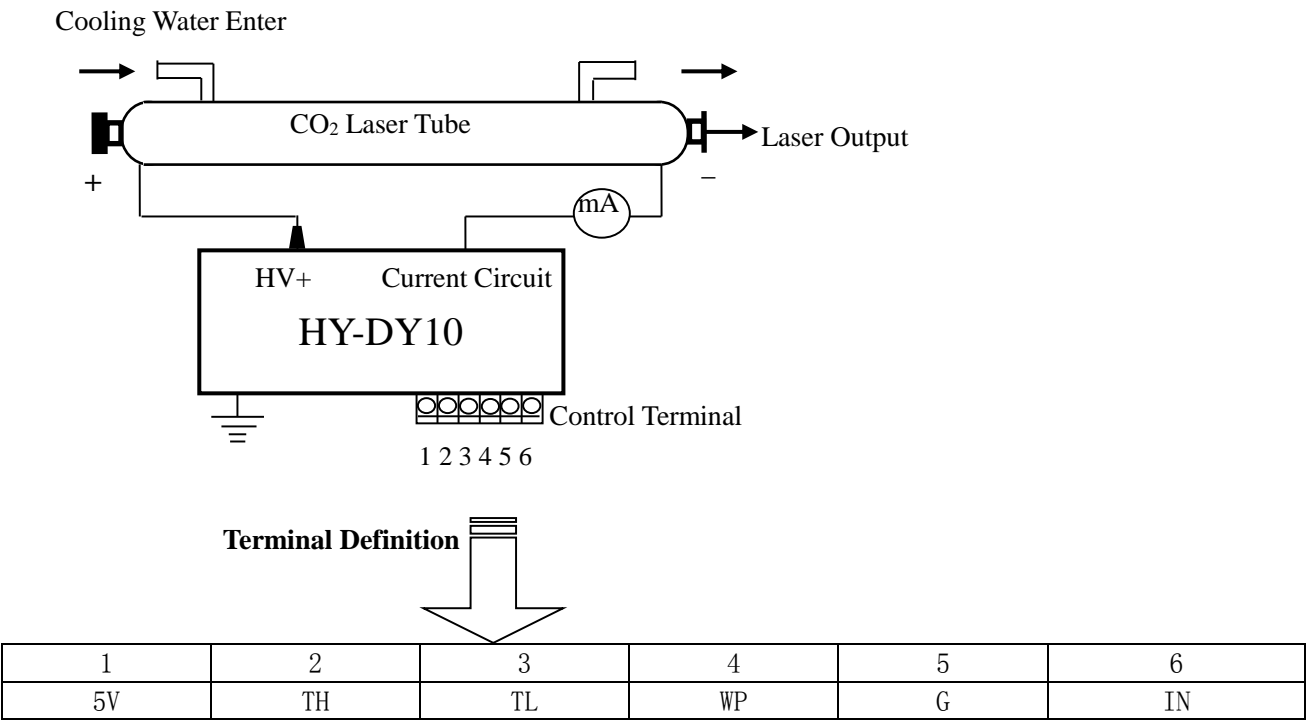 Cooling Water Enter
CO₂ Laser Tube
Laser Output
+
−
mA
HV+ Current Circuit
HY-DY10
Control Terminal
1 2 3 4 5 6
Terminal Definition
1 2 3 4 5 6
5V TH TL WP G IN